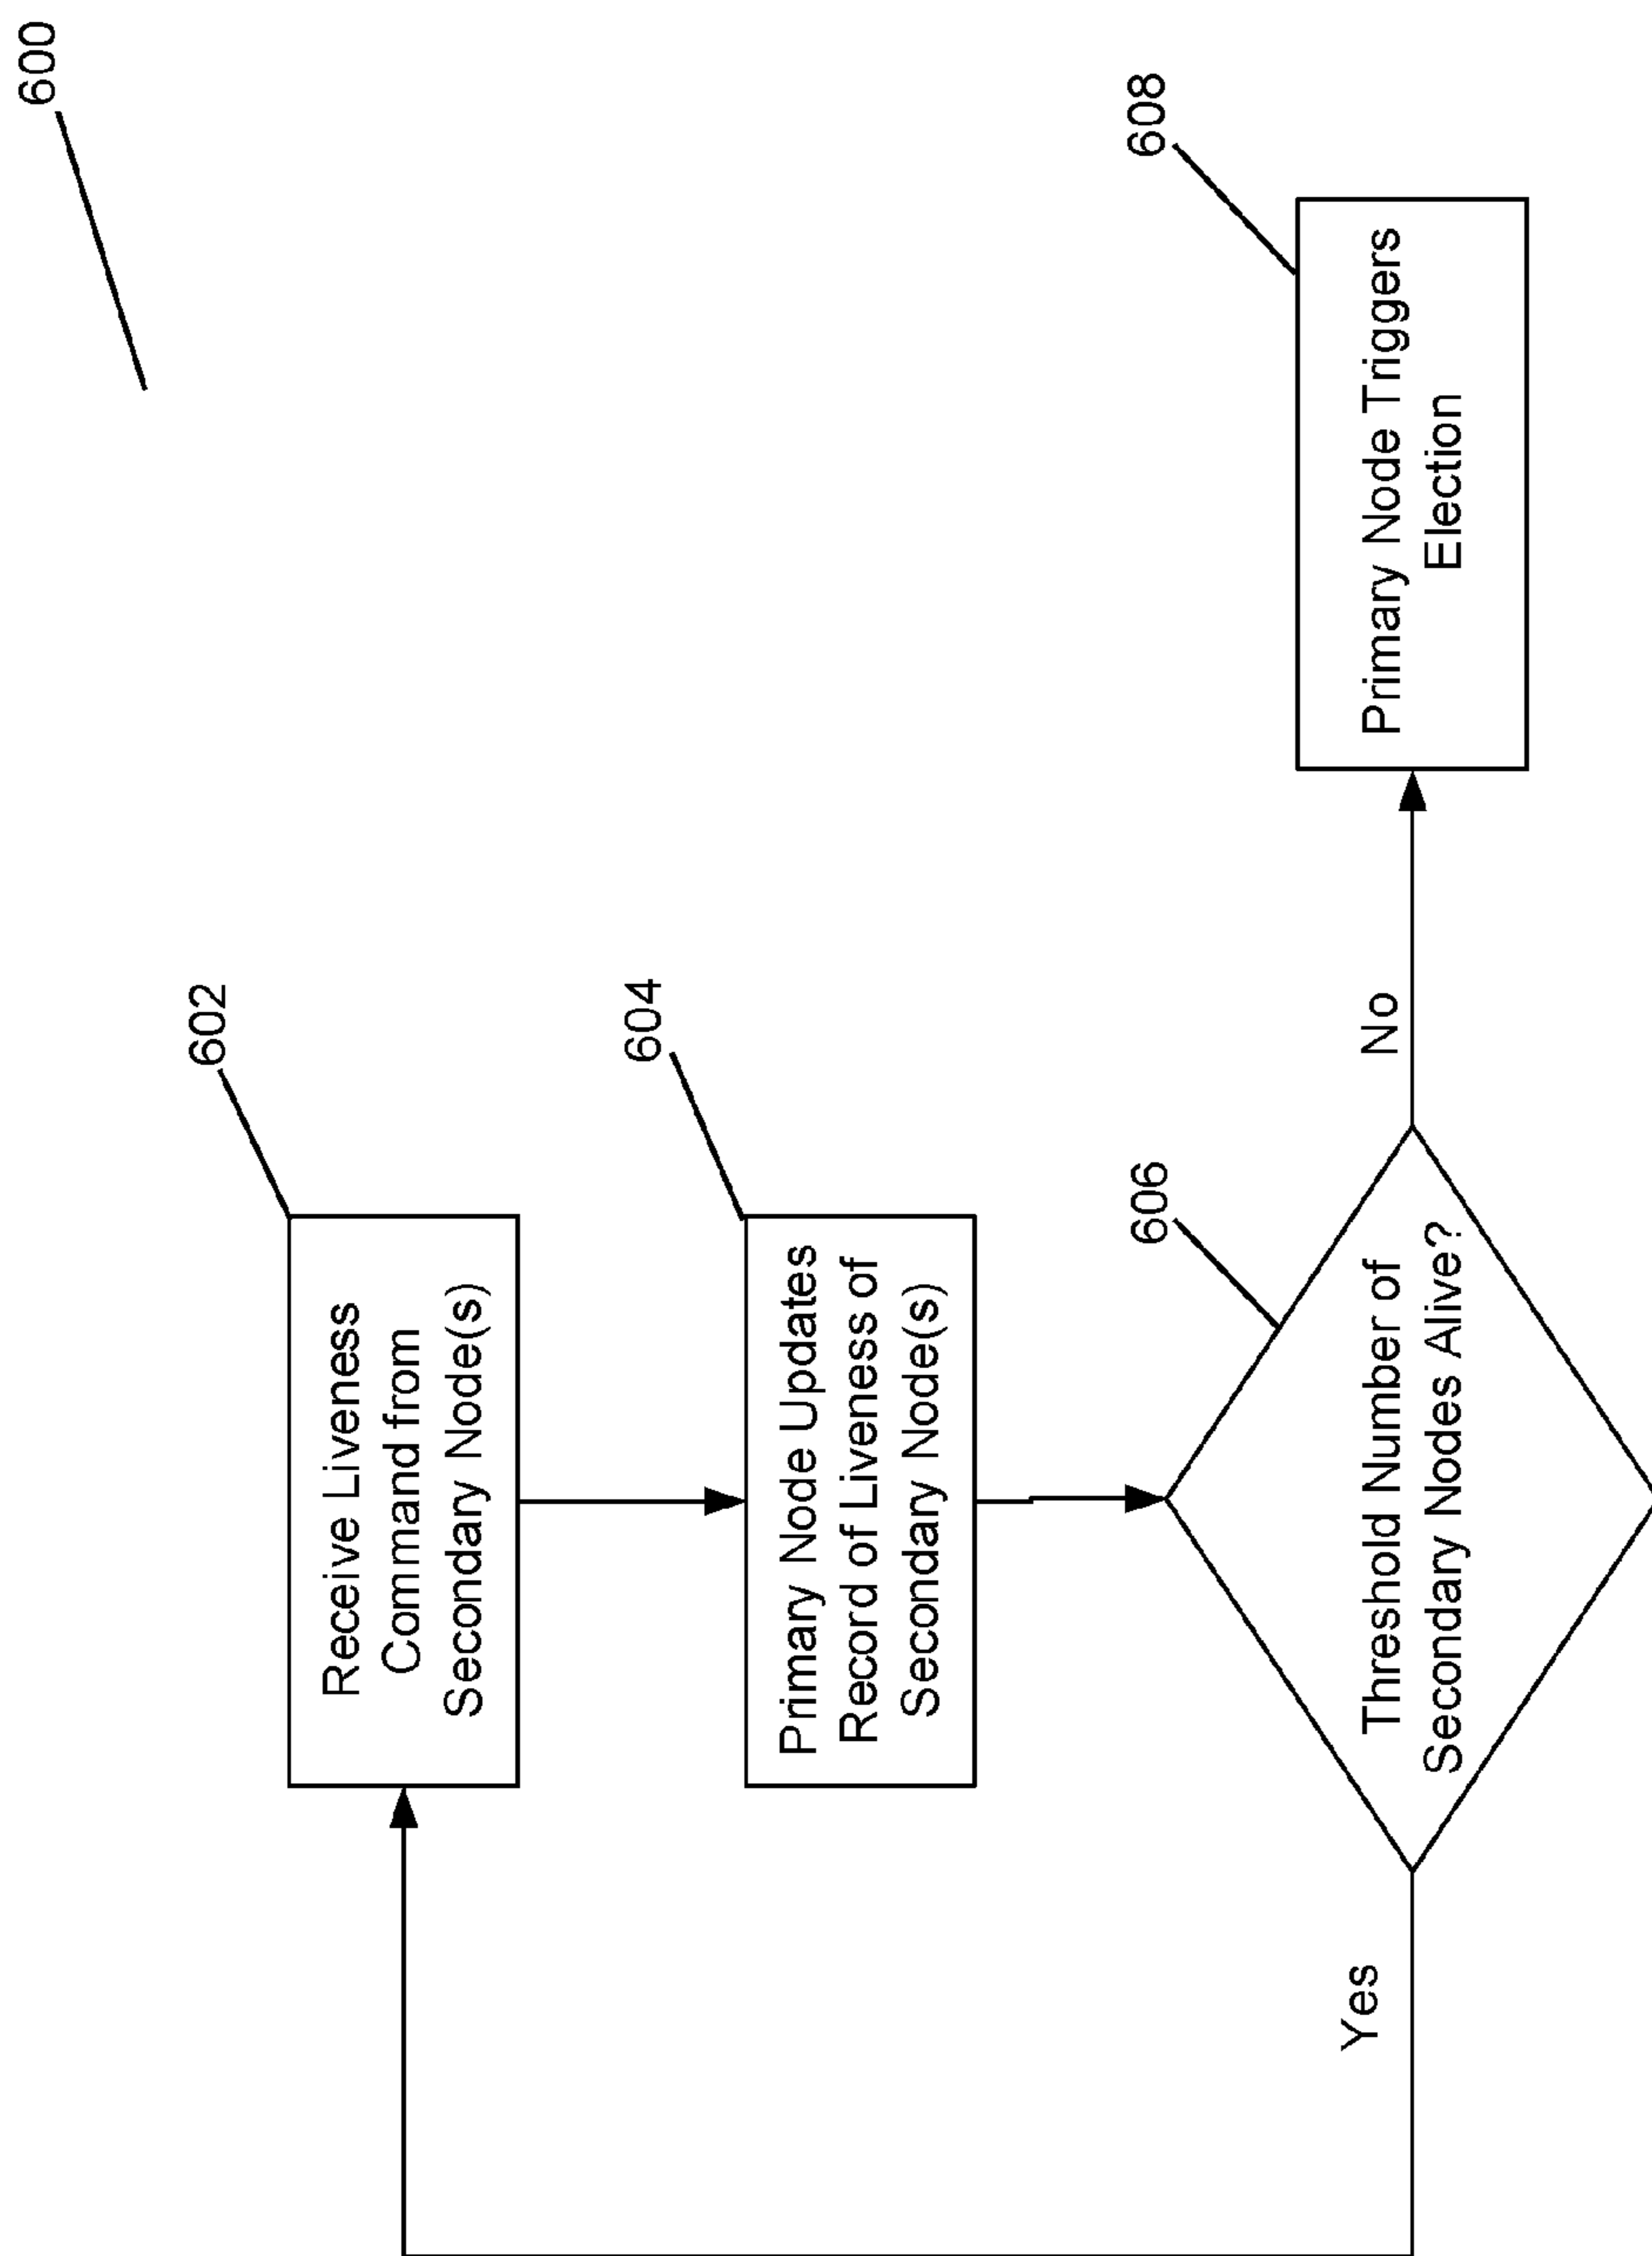 600
602
Receive Liveness
Command from
Secondary Node(s)
604
Primary Node Updates
Record of Liveness of
Secondary Node(s)
606
Threshold Number of
Secondary Nodes Alive?
Yes
No
608
Primary Node Triggers
Election